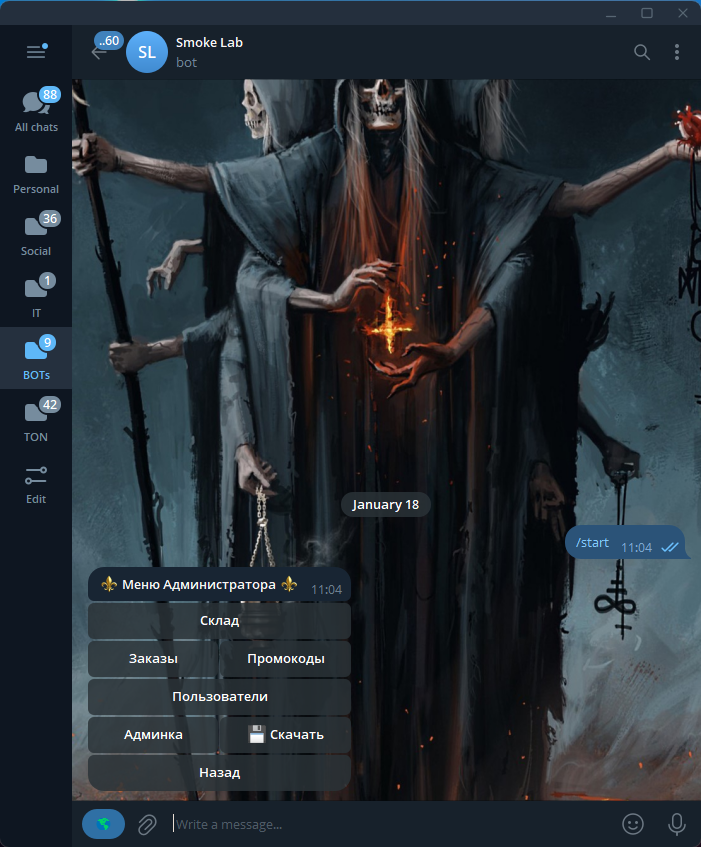 ..60
SL
Smoke Lab
bot
88
All chats
Personal
36
Social
1
IT
9
BOTs
42
TON
Edit
January 18
/start 11:04
Меню Администратора 11:04
Склад
Заказы Промокоды
Пользователи
Админка Скачать
Назад
Write a message...